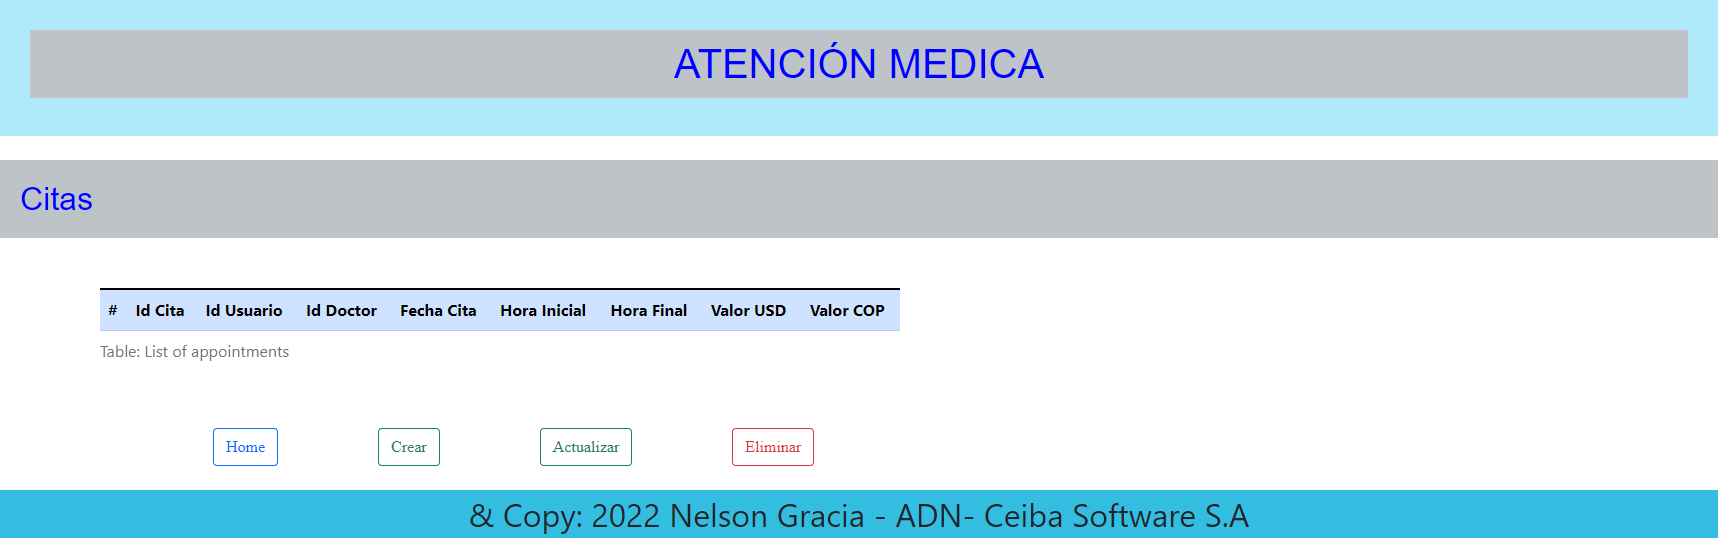 ATENCIÓN MEDICA
Citas
# Id Cita Id Usuario Id Doctor Fecha Cita Hora Inicial Hora Final Valor USD Valor COP
Table: List of appointments
Home Crear Actualizar Eliminar
& Copy: 2022 Nelson Gracia - ADN- Ceiba Software S.A